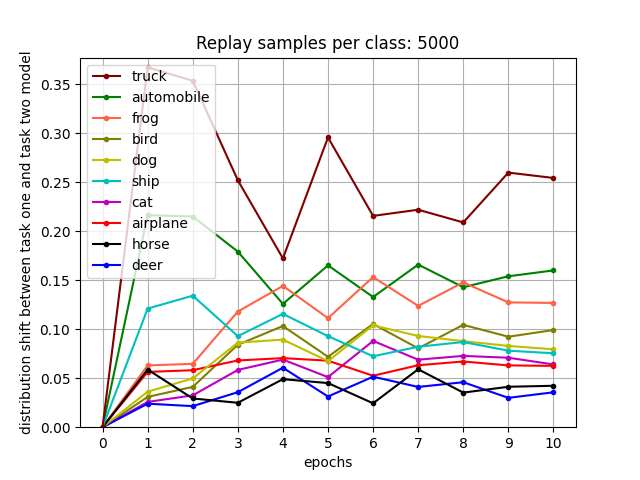 Replay samples per class: 5000
distribution shift between task one and task two model
0.35
0.30
0.25
0.20
0.15
0.10
0.05
0.00
truck
automobile
frog
bird
dog
ship
cat
airplane
horse
deer
0 1 2 3 4 5 6 7 8 9 10
epochs